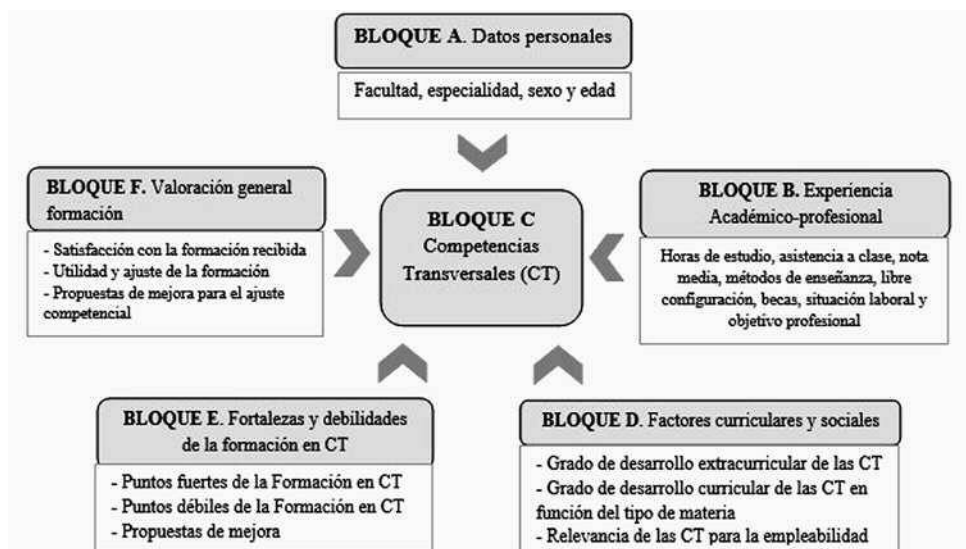 BLOQUE A. Datos personales
Facultad, especialidad, sexo y edad
BLOQUE F. Valoración general
formación
- Satisfacción con la formación recibida
- Utilidad y ajuste de la formación
- Propuestas de mejora para el ajuste
competencial
BLOQUE C
Competencias
Transversales (CT)
BLOQUE B. Experiencia
Académico-profesional
Horas de estudio, asistencia a clase, nota
media, métodos de enseñanza, libre
configuración, becas, situación laboral y
objetivo profesional
BLOQUE E. Fortalezas y debilidades
de la formación en CT
- Puntos fuertes de la Formación en CT
- Puntos débiles de la Formación en CT
- Propuestas de mejora
BLOQUE D. Factores curriculares y sociales
- Grado de desarrollo extracurricular de las CT
- Grado de desarrollo curricular de las CT en
función del tipo de materia
- Relevancia de las CT para la empleabilidad